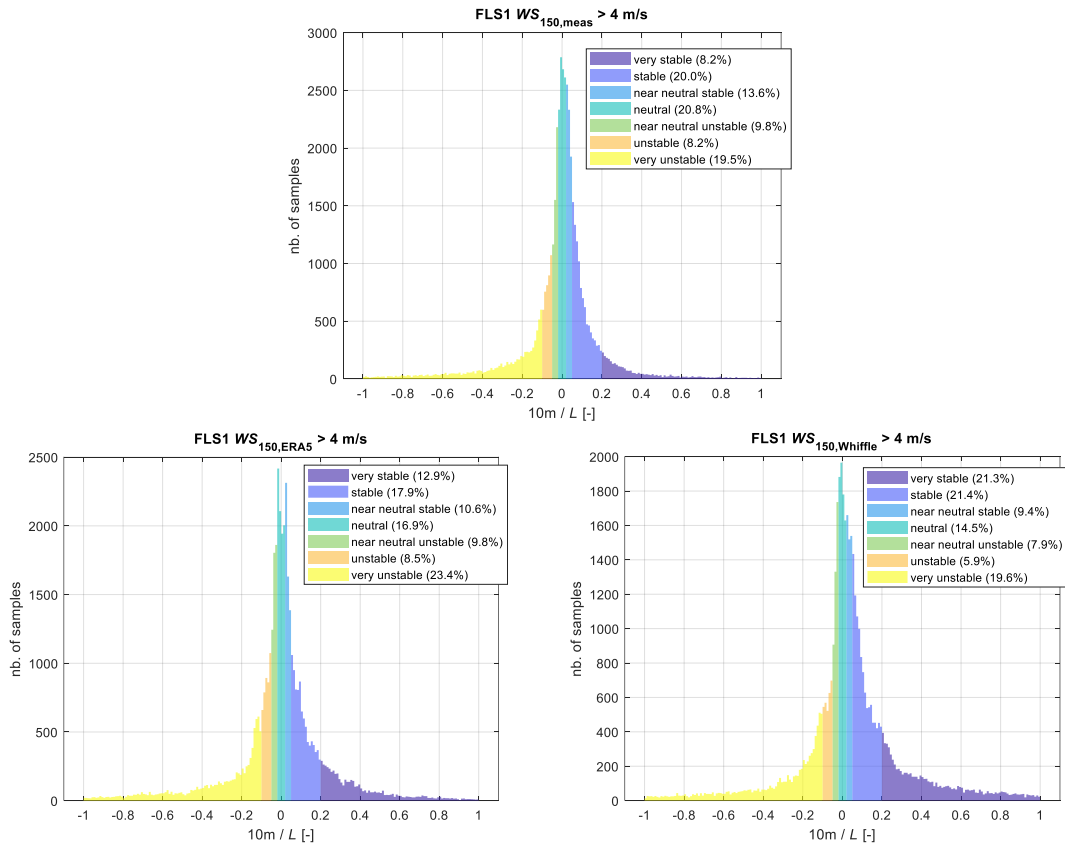 FLS1 WS150,meas > 4 m/s
3000
2500
2000
1500
1000
500
0
nb. of samples
very stable (8.2%)
stable (20.0%)
near neutral stable (13.6%)
neutral (20.8%)
near neutral unstable (9.8%)
unstable (8.2%)
very unstable (19.5%)
-1 -0.8 -0.6 -0.4 -0.2 0 0.2 0.4 0.6 0.8 1
10m / L [-]
FLS1 WS150,ERA5 > 4 m/s
2500
2000
1500
1000
500
0
nb. of samples
very stable (12.9%)
stable (17.9%)
near neutral stable (10.6%)
neutral (16.9%)
near neutral unstable (9.8%)
unstable (8.5%)
very unstable (23.4%)
-1 -0.8 -0.6 -0.4 -0.2 0 0.2 0.4 0.6 0.8 1
10m / L [-]
FLS1 WS150,Whiffle > 4 m/s
2000
1800
1600
1400
1200
1000
800
600
400
200
0
nb. of samples
very stable (21.3%)
stable (21.4%)
near neutral stable (9.4%)
neutral (14.5%)
near neutral unstable (7.9%)
unstable (5.9%)
very unstable (19.6%)
-1 -0.8 -0.6 -0.4 -0.2 0 0.2 0.4 0.6 0.8 1
10m / L [-]